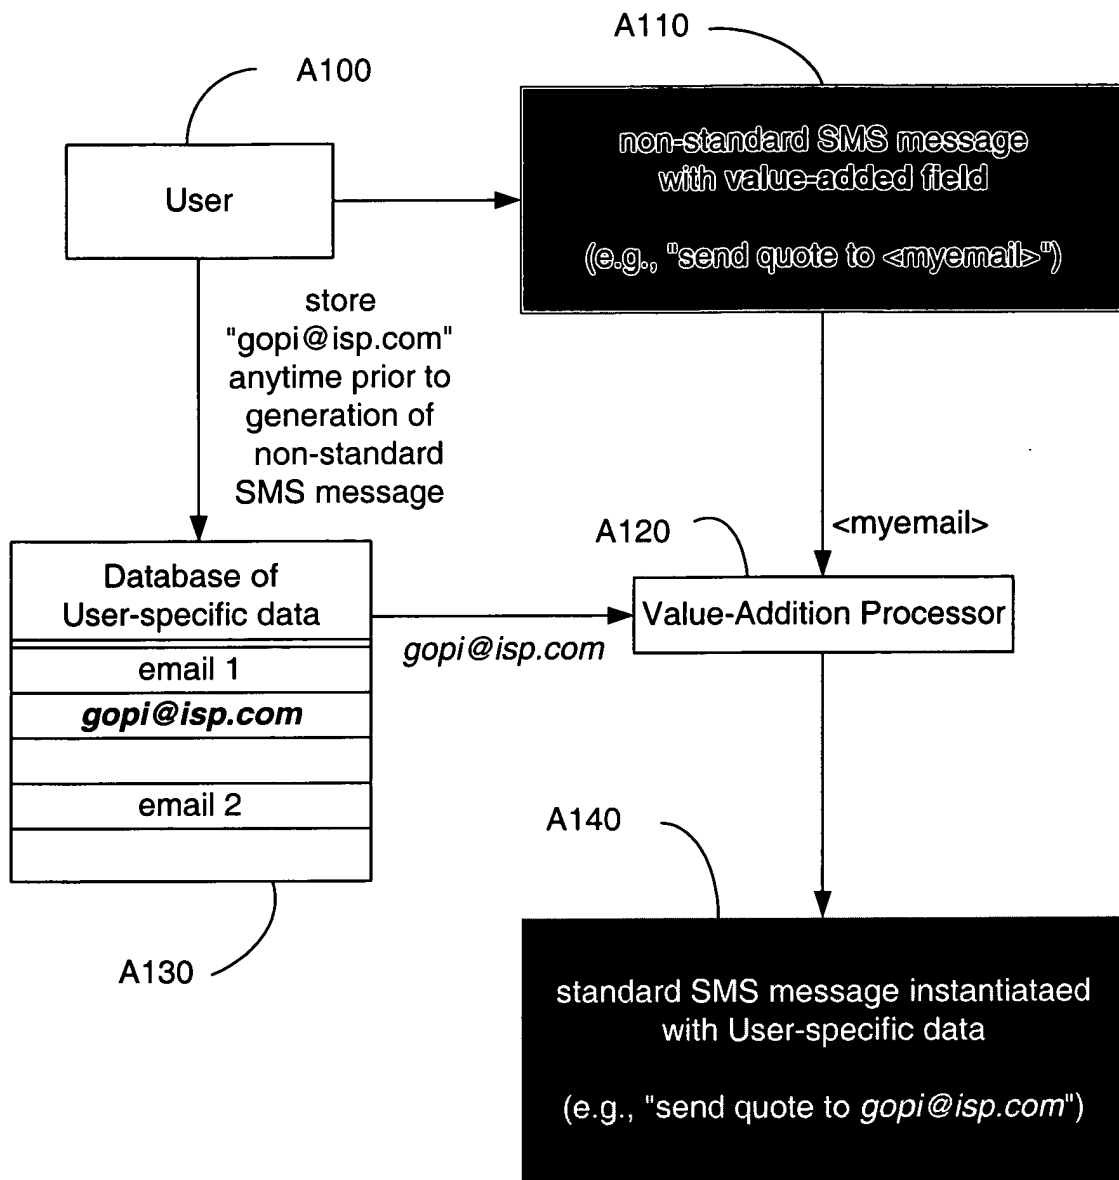 A110
A100
non-standard SMS message
with value-added field
(e.g., "send quote to <myemail>")
User
store
"gopi@isp.com"
anytime prior to
generation of
non-standard
SMS message
A120
<myemail>
Database of
User-specific data
Value-Addition Processor
gopi@isp.com
email 1
gopi@isp.com
email 2
A140
A130
standard SMS message instantiataed
with User-specific data
(e.g., "send quote to gopi@isp.com")